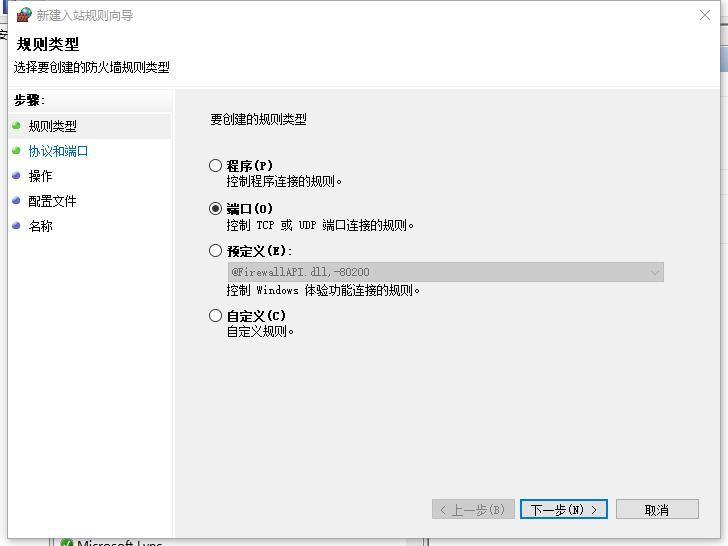 新建入站规则向导
规则类型
选择要创建的防火墙规则类型
步骤:
规则类型
协议和端口
操作
配置文件
名称
要创建的规则类型
程序(P)
控制程序连接的规则。
端口(O)
控制 TCP 或 UDP 端口连接的规则。
预定义(E):
@FirewallAPI.dll,-80200
控制 Windows 体验功能连接的规则。
自定义(C)
自定义规则。
< 上一步(B)
下一步(N) >
取消
Microsoft Lync